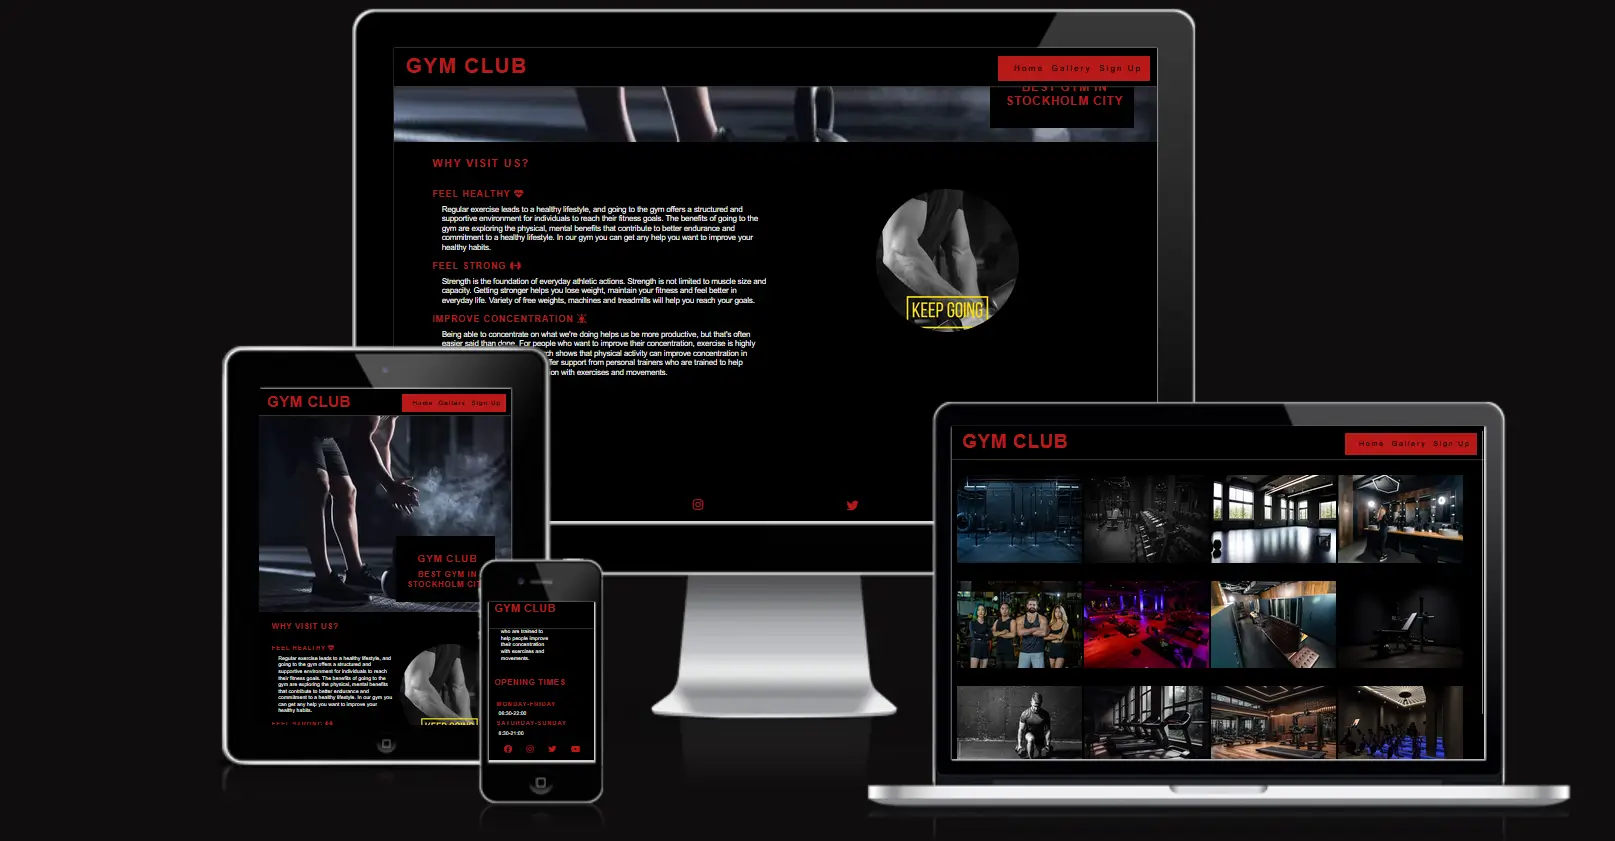 GYM CLUB
Home Gallery Sign Up
BEST GYM IN
STOCKHOLM CITY
WHY VISIT US?
FEEL HEALTHY
Regular exercise leads to a healthy lifestyle, and going to the gym offers a structured and
supportive environment for individuals to reach their fitness goals. The benefits of going to the
gym are exploring the physical, mental benefits that contribute to better endurance and
commitment to a healthy lifestyle. In our gym you can get any help you want to improve your
healthy habits.
FEEL STRONG
Strength is the foundation of everyday athletic actions. Strength is not limited to muscle size and
capacity. Getting stronger helps you lose weight, maintain your fitness and feel better in
everyday life. Variety of free weights, machines and treadmills will help you reach your goals.
IMPROVE CONCENTRATION
Being able to concentrate on what we're doing helps us be more productive, but that's often
easier said than done. For people who want to improve their concentration, exercise is highly
shows that physical activity can improve concentration in
support from personal trainers who are trained to help
with exercises and movements.
KEEP GOING
GYM CLUB
Home Gallery Sign Up
GYM CLUB
BEST GYM IN
STOCKHOLM
WHY VISIT US?
FEEL HEALTHY
Regular exercise leads to a healthy lifestyle, and
going to the gym offers a structured and
supportive environment for individuals to reach
their fitness goals. The benefits of going to the
gym are exploring the physical, mental benefits
that contribute to better endurance and
commitment to a healthy lifestyle. In our gym you
can get any help you want to improve your
healthy habits.
FEEL STRONG
KEEP GOING
GYM CLUB
who are trained to
help people improve
their concentration
with exercises and
movements.
OPENING TIMES
MONDAY-FRIDAY
06:30-22:00
SATURDAY-SUNDAY
8:30-21:00
GYM CLUB
Home Gallery Sign Up